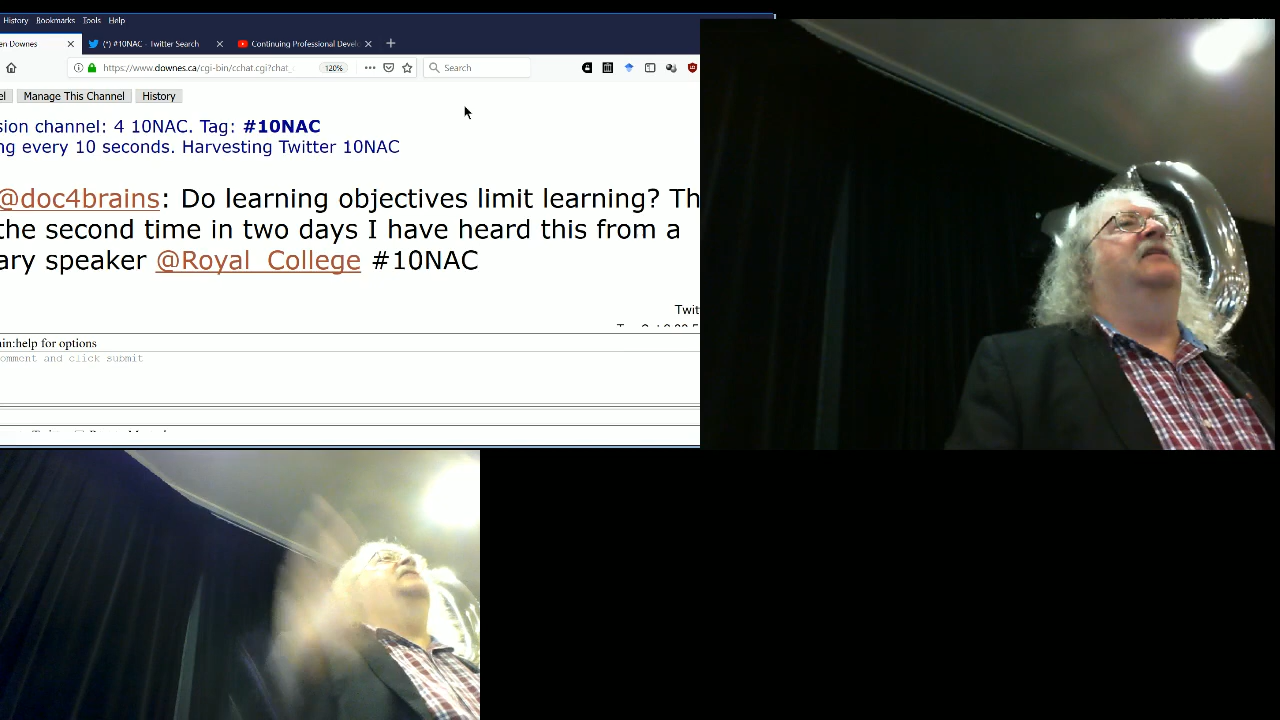 History Bookmarks Tools Help
en Downes
(*) #10NAC - Twitter Search
Continuing Professional Devel
https://www.downes.ca/cgi-bin/cchat.cgi?chat_
120%
Search
el
Manage This Channel
History
sion channel: 4 10NAC. Tag: #10NAC
ng every 10 seconds. Harvesting Twitter 10NAC
@doc4brains: Do learning objectives limit learning? Th
the second time in two days I have heard this from a
ary speaker @Royal_College #10NAC
Twit
in:help for options
omment and click submit